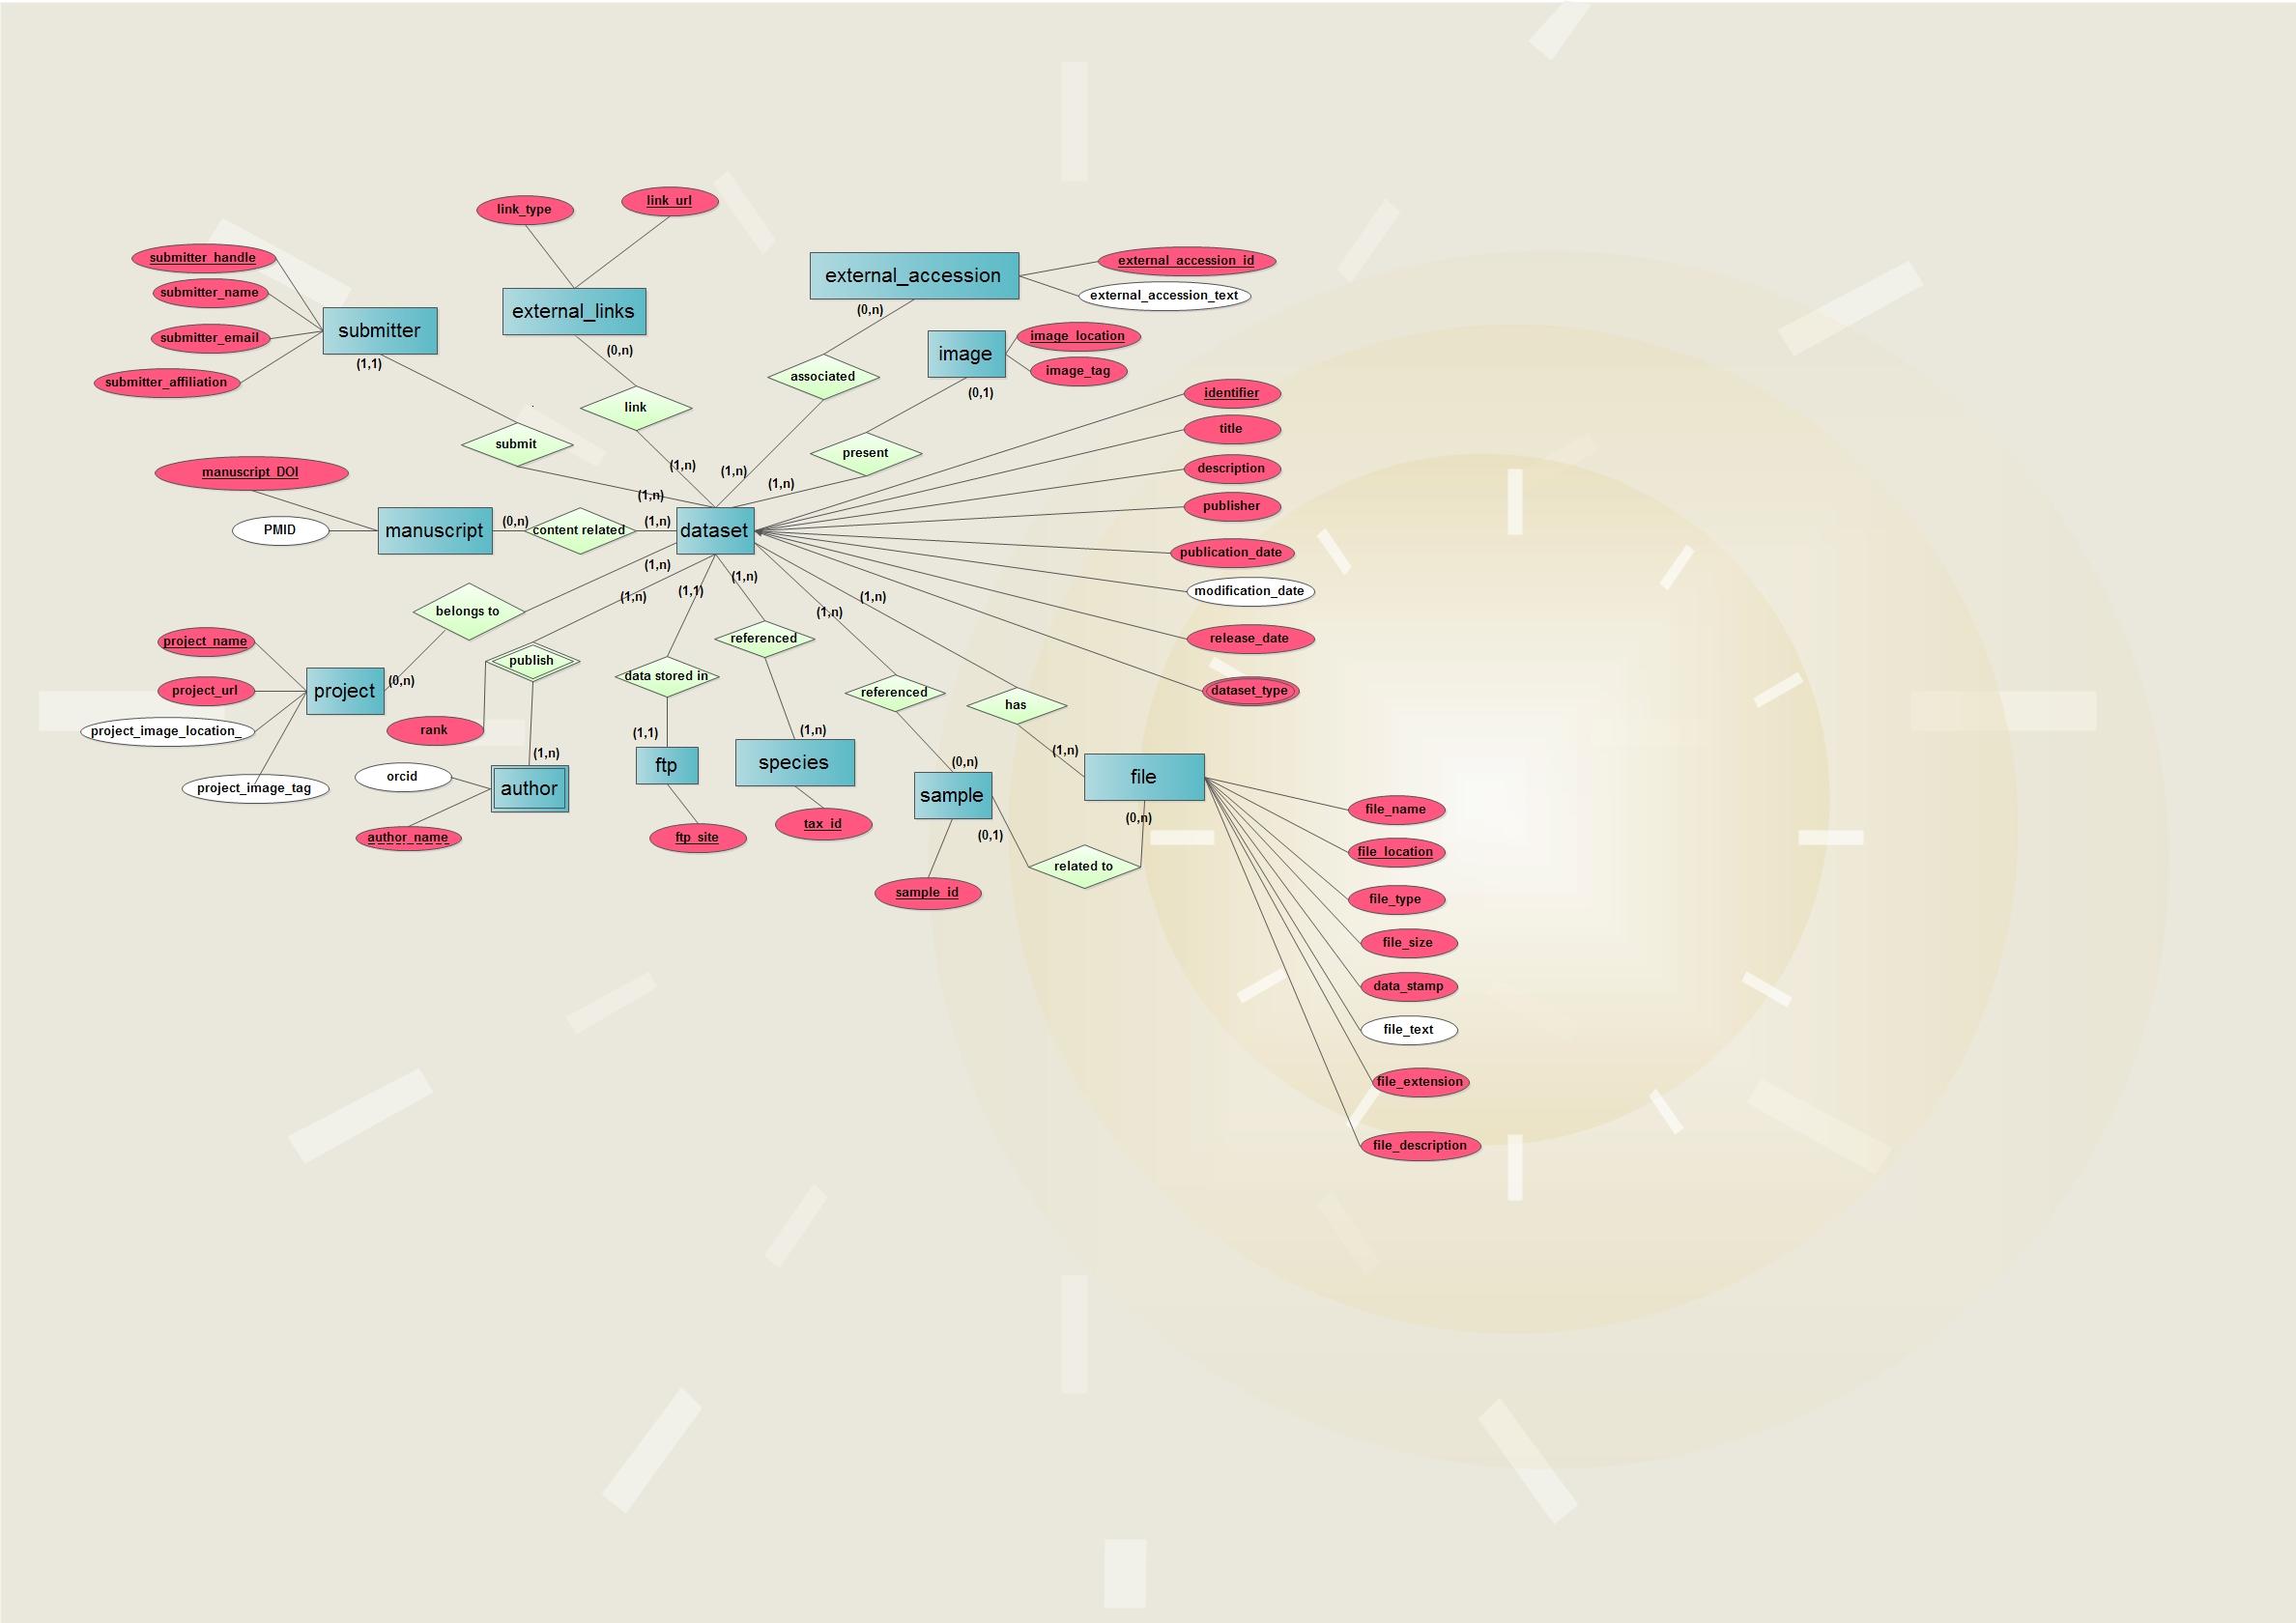 link_type
link_url
submitter_handle
submitter_name
submitter_email
submitter_affiliation
submitter
(1,1)
external_links
(0,n)
external_accession
(0,n)
external_accession_id
external_accession_text
image
(0,1)
image_location
image_tag
associated
link
submit
present
(1,n)
(1,n)
(1,n)
(1,n)
identifier
title
description
publisher
publication_date
modification_date
release_date
dataset_type
manuscript_DOI
PMID
manuscript
(0,n)
content related
(1,n)
dataset
(1,n)
(1,n)
(1,1)
(1,n)
(1,n)
(1,n)
belongs to
project_name
project_url
project_image_location_
project_image_tag
project
(0,n)
publish
rank
(1,n)
orcid
author_name
author
data stored in
(1,1)
ftp
ftp_site
referenced
(1,n)
species
tax_id
referenced
(0,n)
sample
(0,1)
sample_id
has
(1,n)
file
(0,n)
related to
file_name
file_location
file_type
file_size
data_stamp
file_text
file_extension
file_description